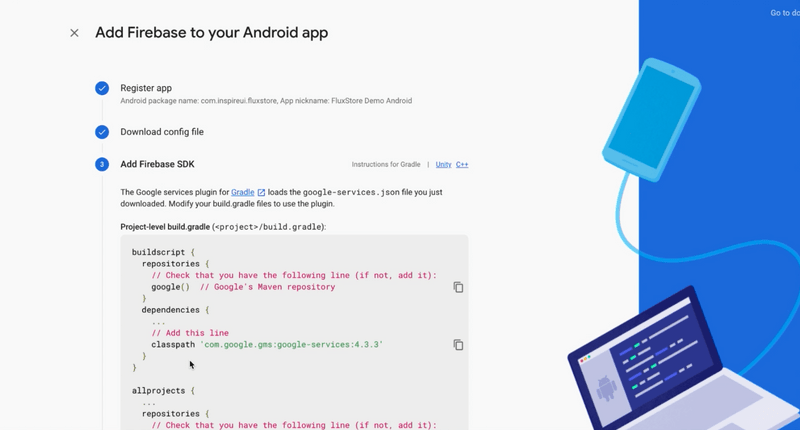 Go to do
Add Firebase to your Android app
Register app
Android package name: com.inspireui.fluxstore, App nickname: FluxStore Demo Android
Download config file
3 Add Firebase SDK Instructions for Gradle | Unity C++
The Google services plugin for Gradle loads the google-services.json file you just
downloaded. Modify your build.gradle files to use the plugin.
Project-level build.gradle (<project>/build.gradle):
buildscript {
repositories {
// Check that you have the following line (if not, add it):
google() // Google's Maven repository
}
dependencies {
...
// Add this line
classpath 'com.google.gms:google-services:4.3.3'
}
}
allprojects {
...
repositories {
// Check that you have the following line (if not, add it):